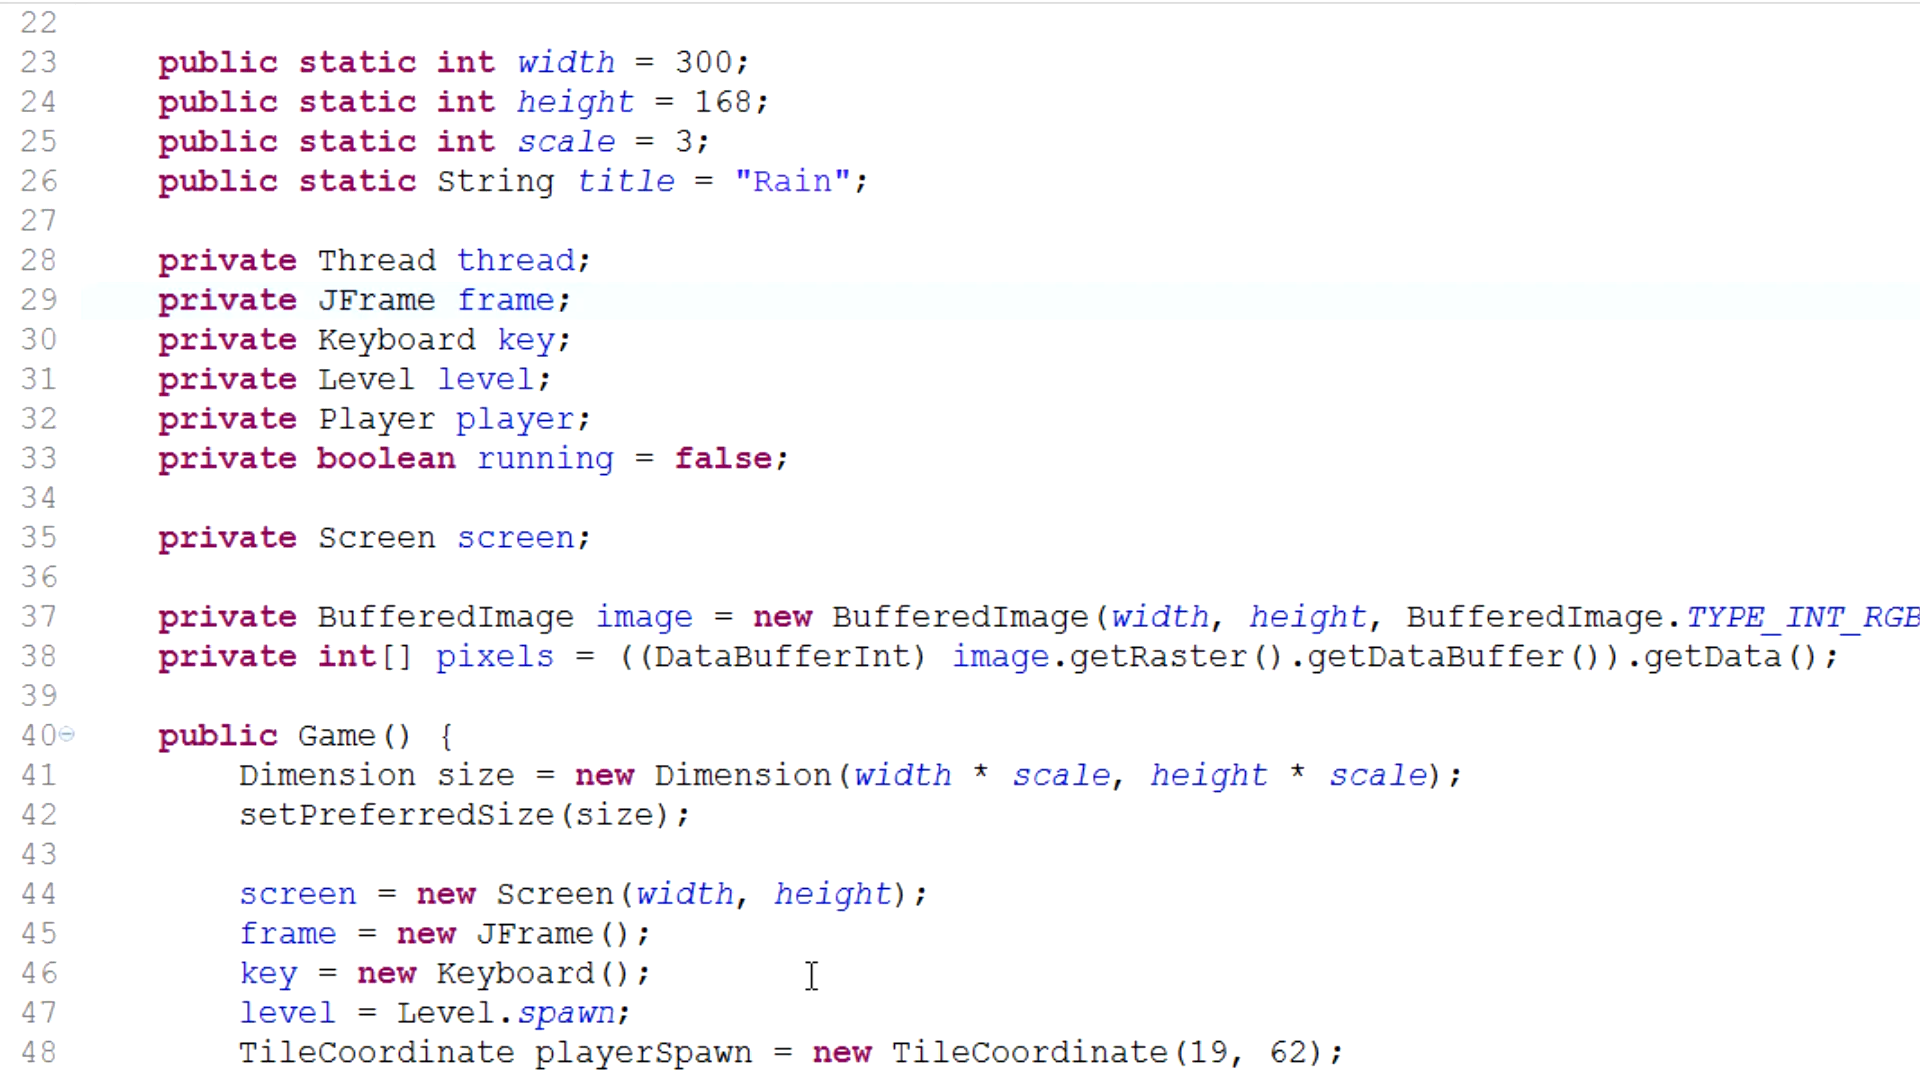 22
23 public static int width = 300;
24 public static int height = 168;
25 public static int scale = 3;
26 public static String title = "Rain";
27
28 private Thread thread;
29 private JFrame frame;
30 private Keyboard key;
31 private Level level;
32 private Player player;
33 private boolean running = false;
34
35 private Screen screen;
36
37 private BufferedImage image = new BufferedImage(width, height, BufferedImage.TYPE_INT_RGB
38 private int[] pixels = ((DataBufferInt) image.getRaster().getDataBuffer()).getData();
39
40 public Game() {
41 Dimension size = new Dimension(width * scale, height * scale);
42 setPreferredSize(size);
43
44 screen = new Screen(width, height);
45 frame = new JFrame();
46 key = new Keyboard();
47 level = Level.spawn;
48 TileCoordinate playerSpawn = new TileCoordinate(19, 62);